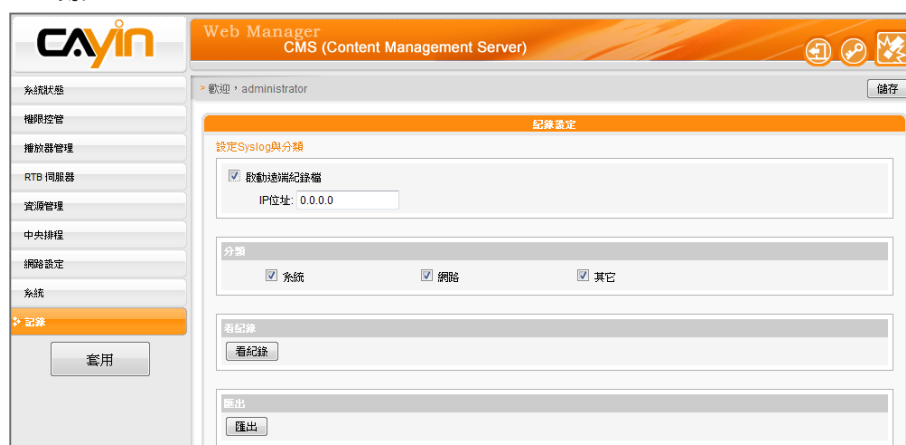 CAyin
Web Manager
CMS (Content Management Server)
系統狀態
權限控管
播放器管理
RTB 伺服器
資源管理
中央排程
網路設定
系統
記錄
套用
歡迎，administrator
儲存
紀錄設定
設定Syslog與分類
啟動遠端紀錄檔
IP位址: 0.0.0.0
分類
系統 網路 其它
看紀錄
看紀錄
匯出
匯出